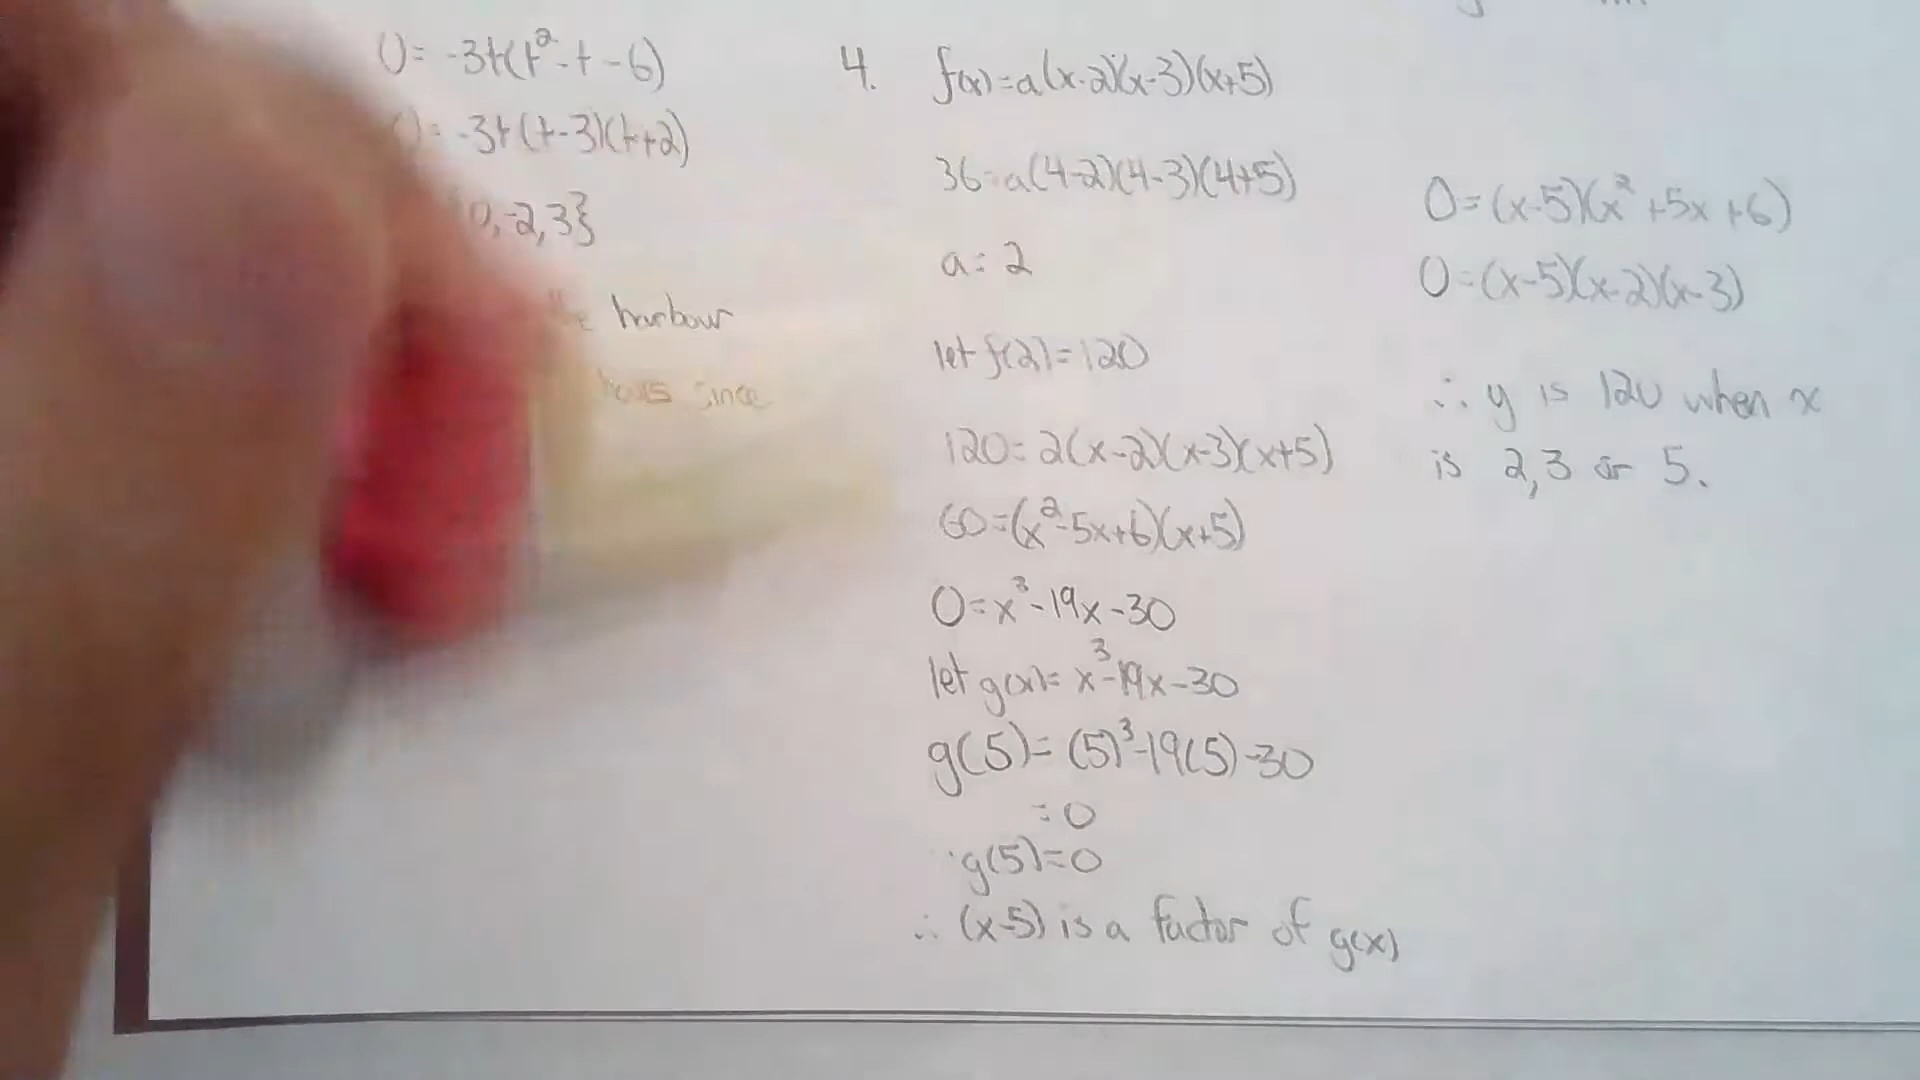 0 = -3t(t²-t-6)
0 = -3t(t-3)(t+2)
0,-2,3}
harbour
hours since
4. f(x)=a(x-2)(x-3)(x+5)
36=a(4-2)(4-3)(4+5)
a=2
let f(2)=120
120=2(x-2)(x-3)(x+5)
60=(x²-5x+6)(x+5)
0=x³-19x-30
let g(x)=x³-19x-30
g(5)=(5)³-19(5)-30
=0
∵g(5)=0
∴ (x-5) is a factor of g(x)
0=(x-5)(x²+5x+6)
0=(x-5)(x-2)(x-3)
∴ y is 120 when x
is 2,3 or 5.